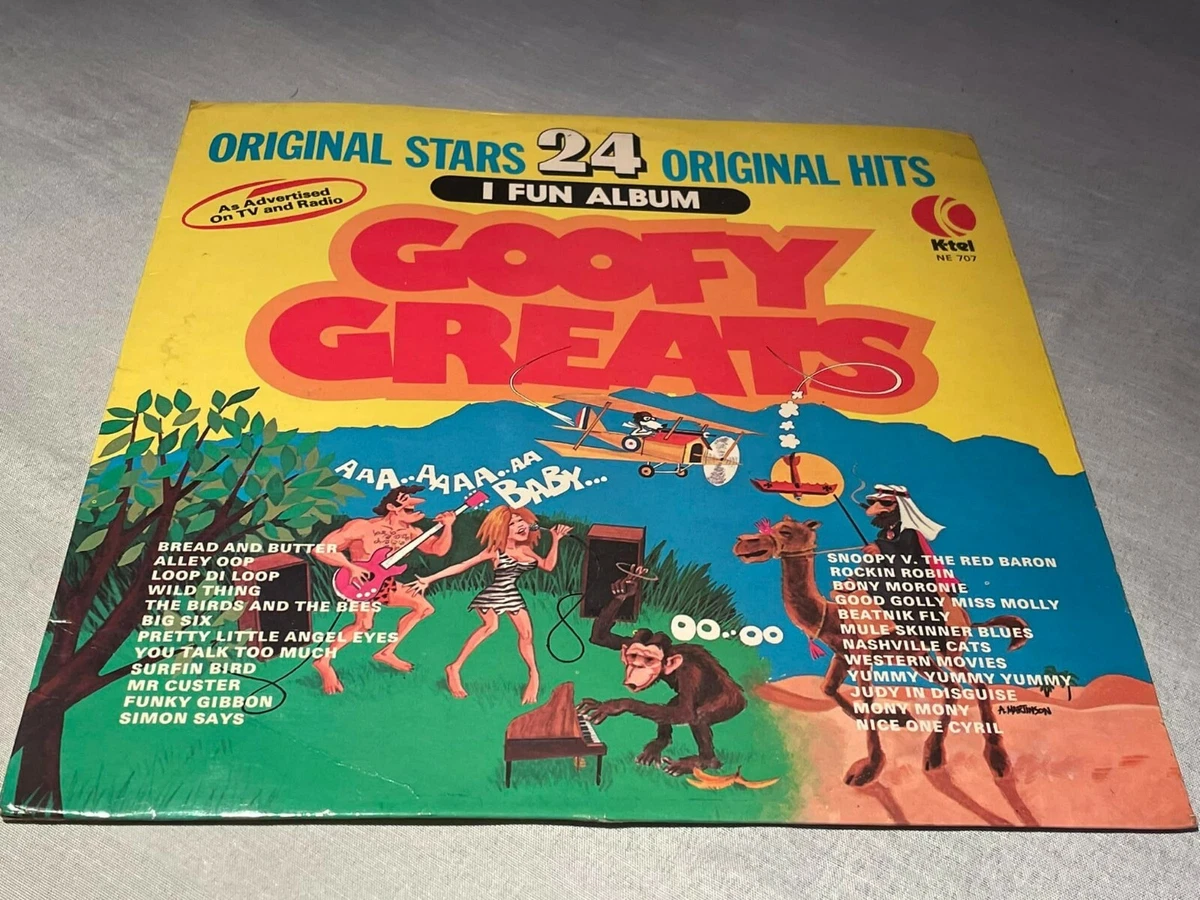 ORIGINAL STARS 24 ORIGINAL HITS
1 FUN ALBUM
As Advertised
On TV and Radio
K-tel
NE 707
GOOFY
GREATS
AAA..AAAA..AA
BABY...
OO..OO
BREAD AND BUTTER
ALLEY OOP
LOOP DI LOOP
WILD THING
THE BIRDS AND THE BEES
BIG SIX
PRETTY LITTLE ANGEL EYES
YOU TALK TOO MUCH
SURFIN BIRD
MR CUSTER
FUNKY GIBBON
SIMON SAYS
SNOOPY V. THE RED BARON
ROCKIN ROBIN
BONY MORONIE
GOOD GOLLY MISS MOLLY
BEATNIK FLY
MULE SKINNER BLUES
NASHVILLE CATS
WESTERN MOVIES
YUMMY YUMMY YUMMY
JUDY IN DISGUISE
MONY MONY
NICE ONE CYRIL
A. MARTINSON